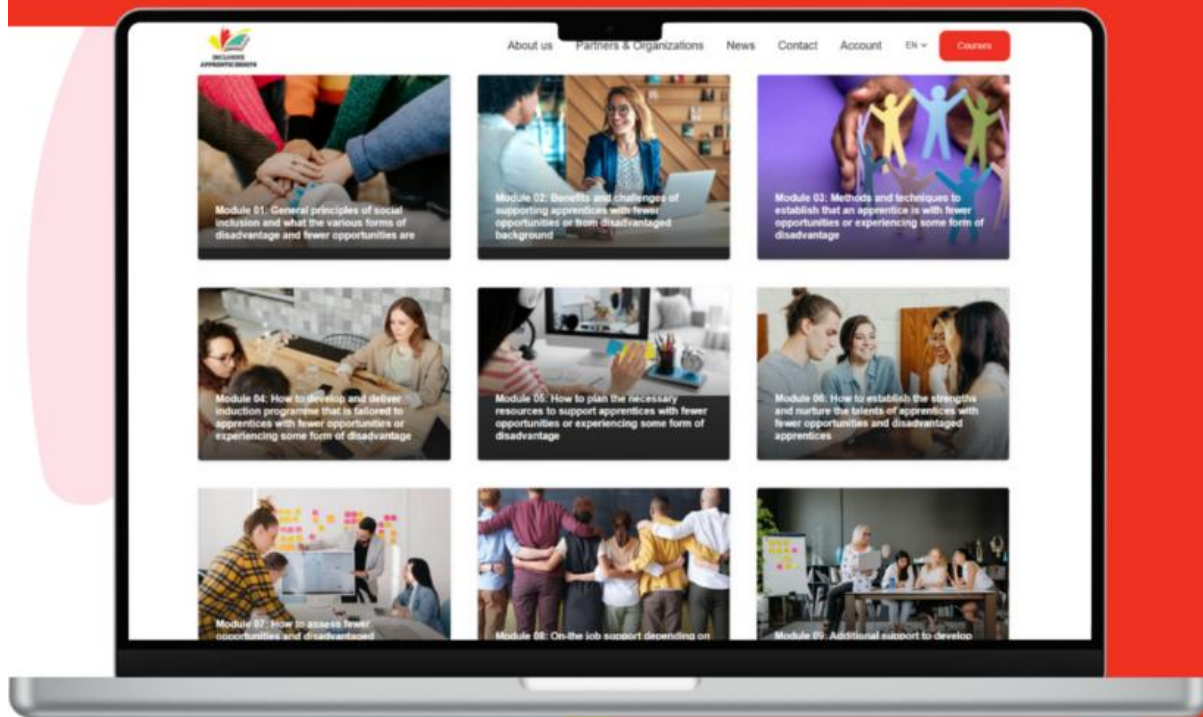 INCLUSIVE
APPRENTICESHIPS
About us Partners & Organizations News Contact Account EN Courses
Module 01: General principles of social
inclusion and what the various forms of
disadvantage and fewer opportunities are
Module 02: Benefits and challenges of
supporting apprentices with fewer
opportunities or from disadvantaged
background
Module 03: Methods and techniques to
establish that an apprentice is with fewer
opportunities or experiencing some form of
disadvantage
Module 04: How to develop and deliver
induction programme that is tailored to
apprentices with fewer opportunities or
experiencing some form of disadvantage
Module 05: How to plan the necessary
resources to support apprentices with fewer
opportunities or experiencing some form of
disadvantage
Module 06: How to establish the strengths
and nurture the talents of apprentices with
fewer opportunities and disadvantaged
apprentices
Module 07: How to assess fewer
opportunities and disadvantaged
Module 08: On-the job support depending on
Module 09: Additional support to develop